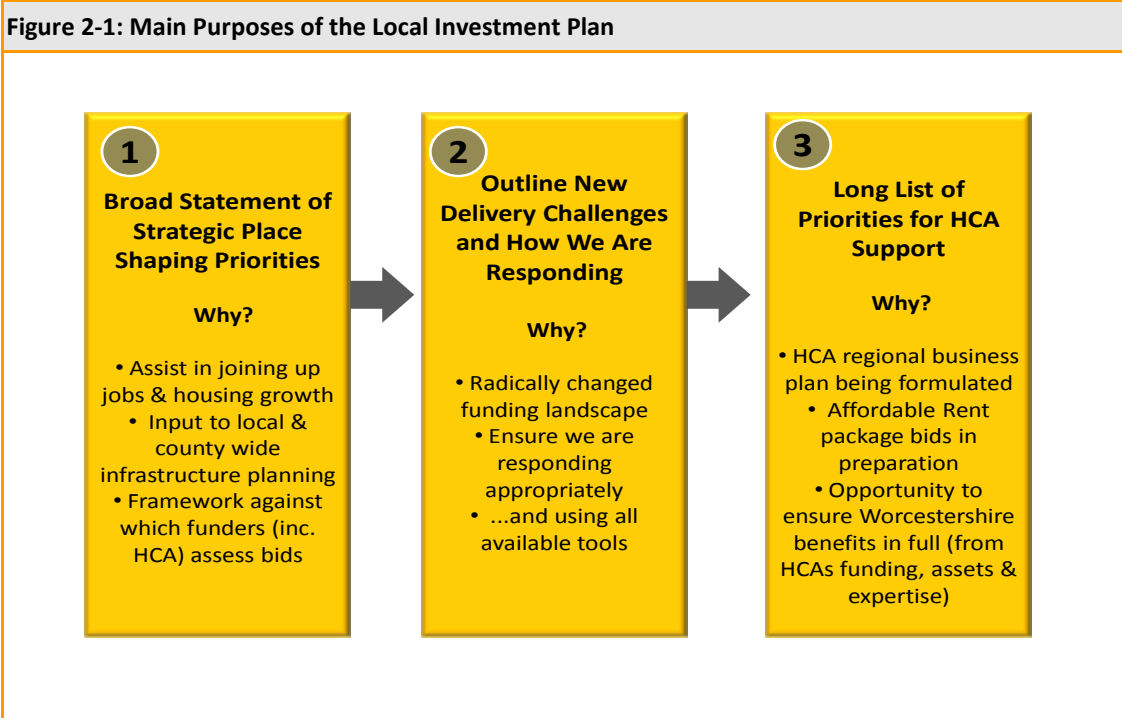 Figure 2-1: Main Purposes of the Local Investment Plan
1
Broad Statement of
Strategic Place
Shaping Priorities
Why?
• Assist in joining up
jobs & housing growth
• Input to local &
county wide
infrastructure planning
• Framework against
which funders (inc.
HCA) assess bids
2
Outline New
Delivery Challenges
and How We Are
Responding
Why?
• Radically changed
funding landscape
• Ensure we are
responding
appropriately
• ...and using all
available tools
3
Long List of
Priorities for HCA
Support
Why?
• HCA regional business
plan being formulated
• Affordable Rent
package bids in
preparation
• Opportunity to
ensure Worcestershire
benefits in full (from
HCAs funding, assets &
expertise)